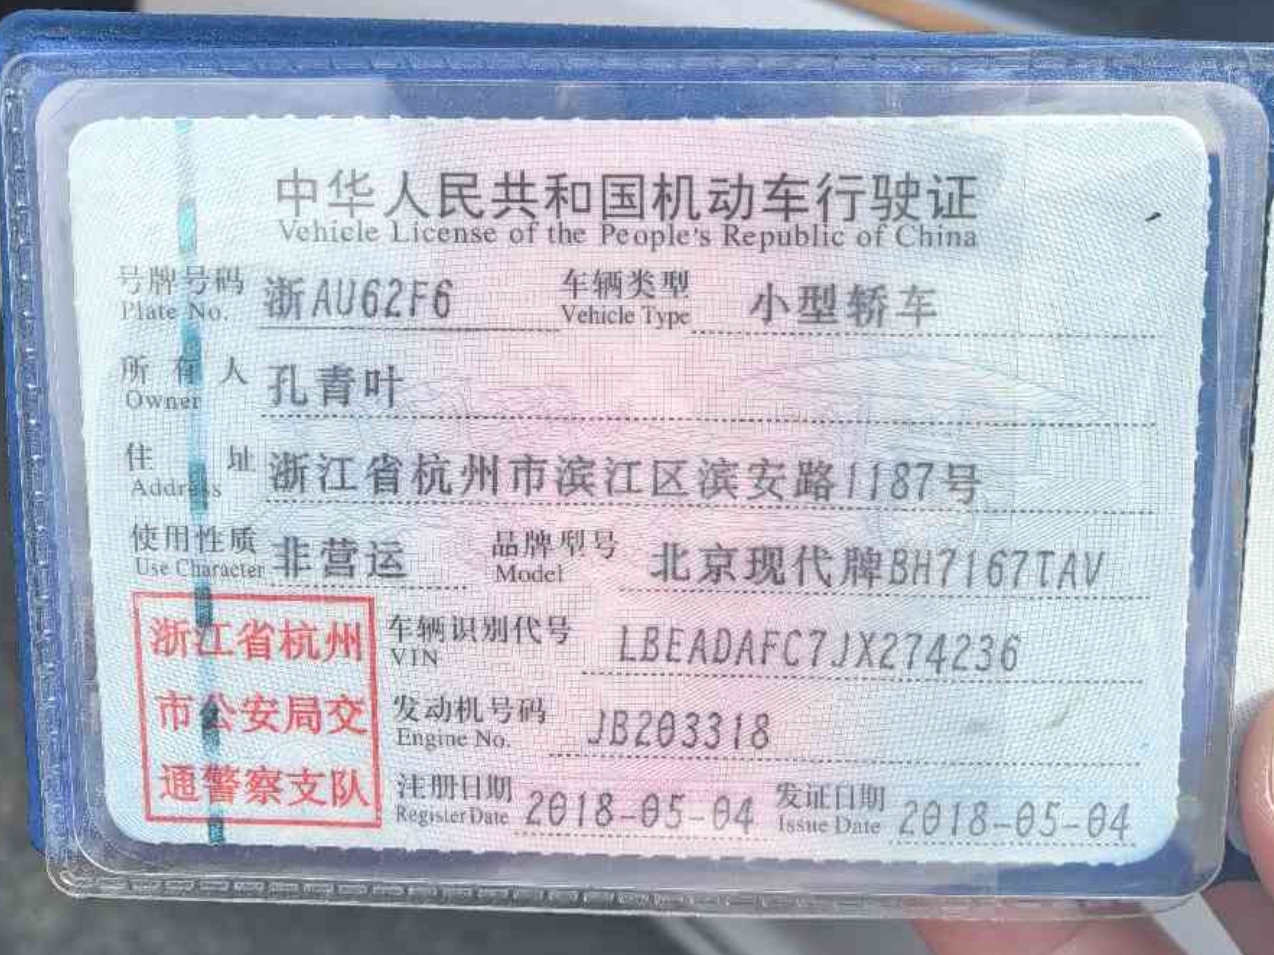 中华人民共和国机动车行驶证
Vehicle License of the People's Republic of China
号牌号码 浙AU62F6 车辆类型 小型轿车
Plate No. Vehicle Type
所有人 孔青叶
Owner
住址 浙江省杭州市滨江区滨安路1187号
Address
使用性质 非营运 品牌型号 北京现代牌BH7167TAV
Use Character Model
浙江省杭州
市公安局交
通警察支队
车辆识别代号 LBEADAFC7JX274236
VIN
发动机号码 JB203318
Engine No.
注册日期 2018-05-04 发证日期 2018-05-04
Register Date Issue Date